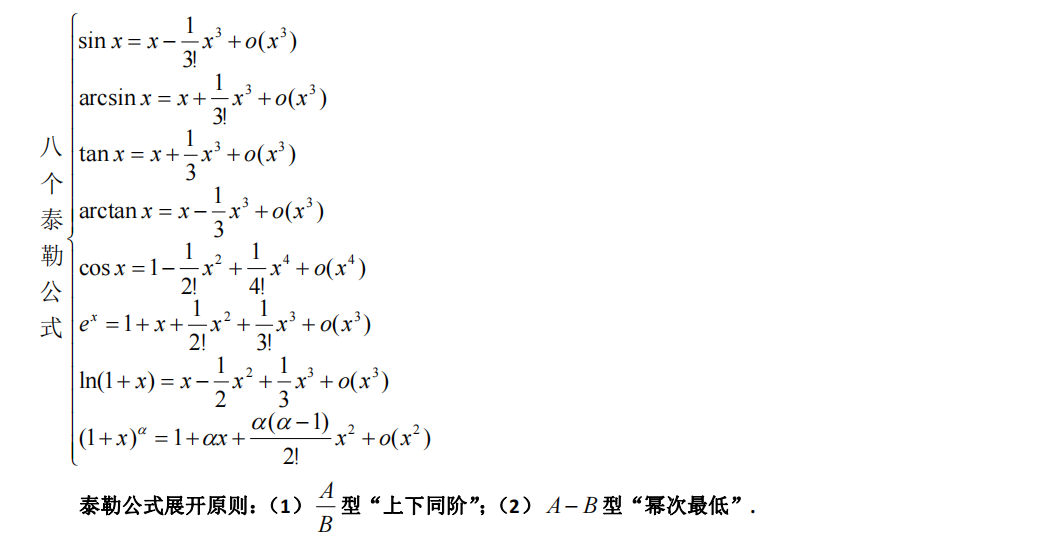 八个泰勒公式
sin x = x − 1/3! x³ + o(x³)
arcsin x = x + 1/3! x³ + o(x³)
tan x = x + 1/3 x³ + o(x³)
arctan x = x − 1/3 x³ + o(x³)
cos x = 1 − 1/2! x² + 1/4! x⁴ + o(x⁴)
eˣ = 1 + x + 1/2! x² + 1/3! x³ + o(x³)
ln(1 + x) = x − 1/2 x² + 1/3 x³ + o(x³)
(1 + x)^α = 1 + αx + α(α − 1)/2! x² + o(x²)
泰勒公式展开原则：（1）A/B 型“上下同阶”；（2）A − B 型“幂次最低”.